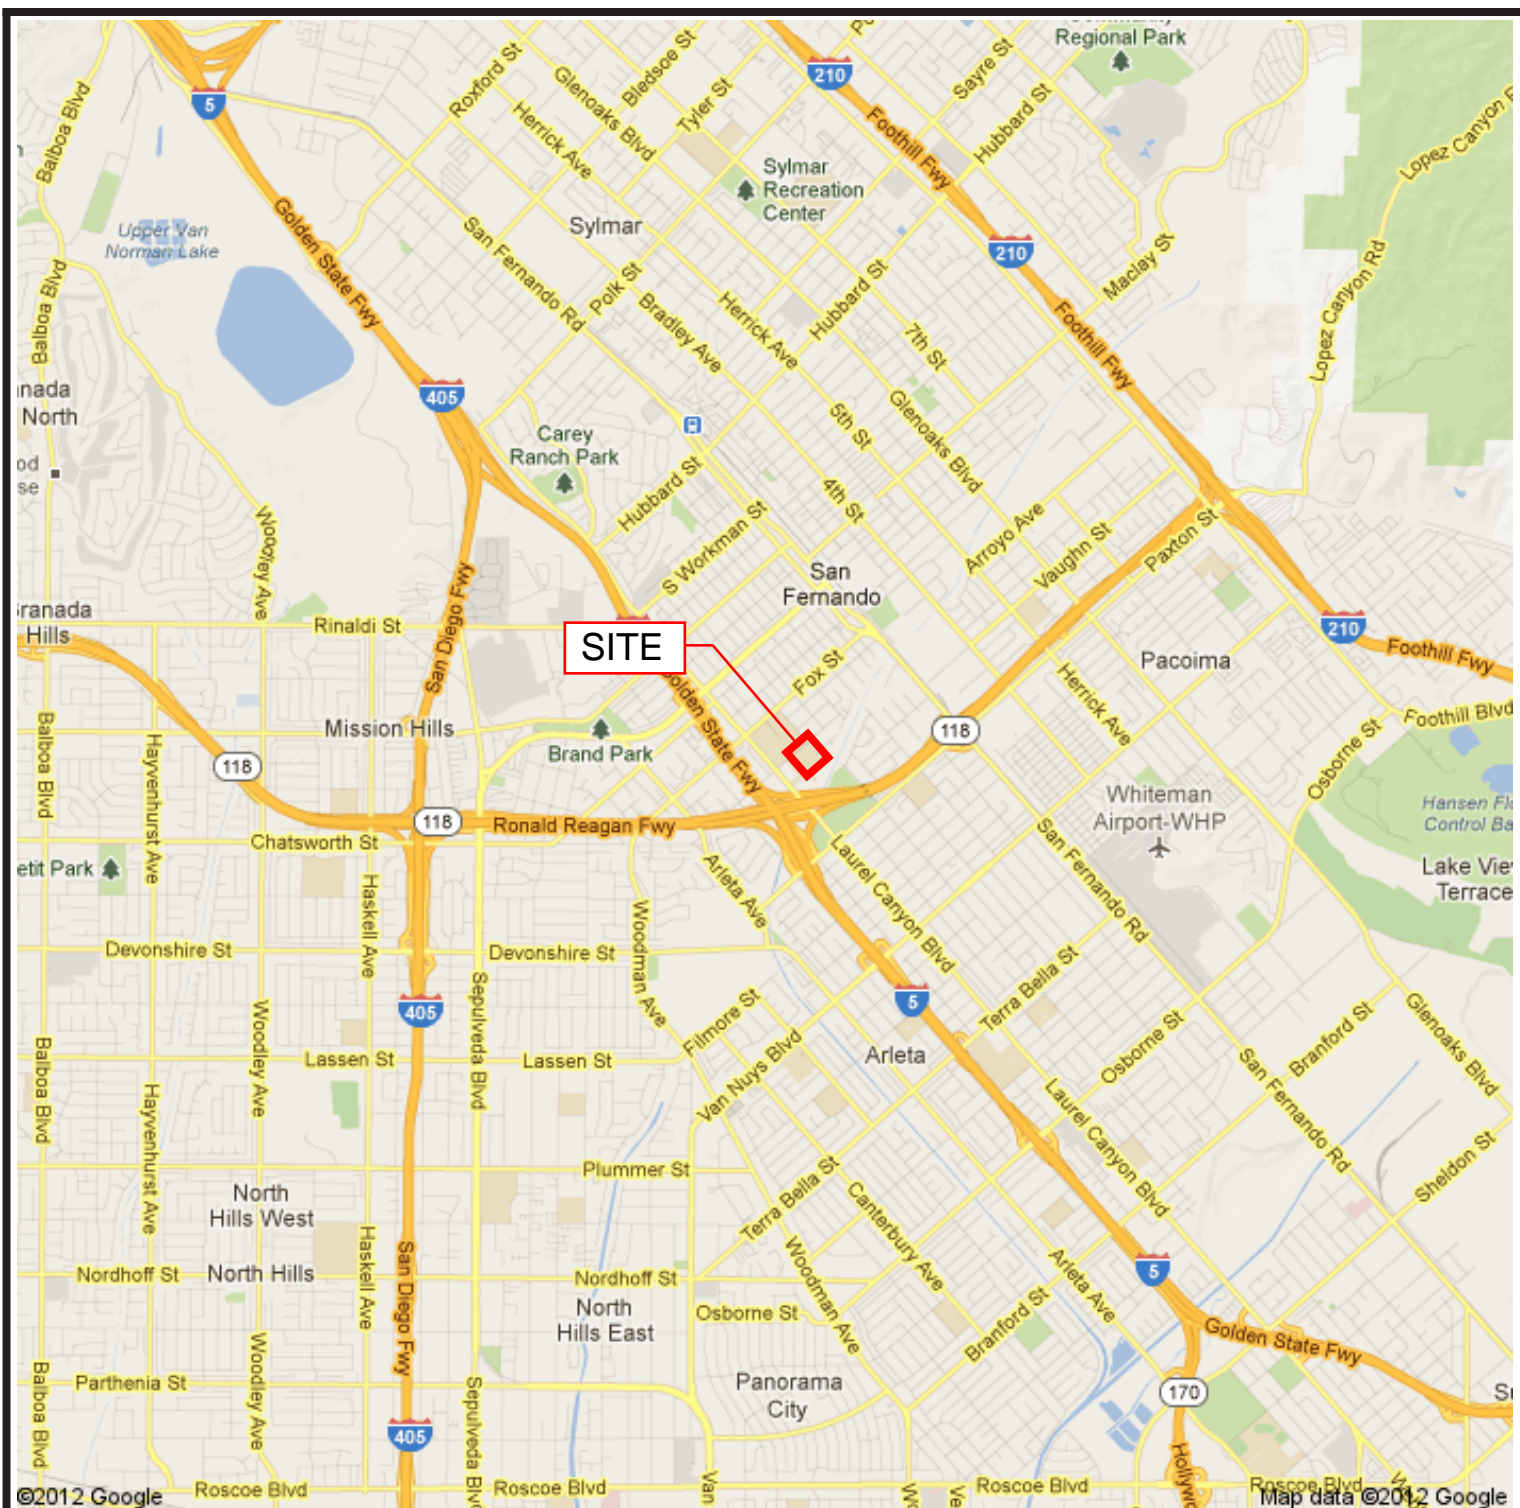 Regional Park
210
Sayre St
Bledsoe St
Roxford St
Glenoaks Blvd
Tyler St
Hubbard St
5
Balboa Blvd
Herrick Ave
Foothill Fwy
Lopez Canyon
Sylmar
Recreation
Center
Sylmar
Upper Van
Norman Lake
Golden State Fwy
San Fernando Rd
Polk St
Bradley Ave
Herrick Ave
Hubbard St
7th St
210
Maclay St
Foothill Fwy
Lopez Canyon Rd
Balboa Blvd
North
405
Carey
Ranch Park
5th St
Glenoaks Blvd
Hubbard St
4th St
Woodley Ave
S Workman St
Arroyo Ave
Vaughn St
Paxton St
San
Fernando
San Diego Fwy
Hills
Rinaldi St
SITE
210
Foothill Fwy
Pacoima
Fox St
Herrick Ave
Mission Hills
Brand Park
118
Foothill Blvd
Osborne St
Balboa Blvd
Hayvenhurst Ave
118
Whiteman
Airport-WHP
118
Ronald Reagan Fwy
Chatsworth St
Laurel Canyon Blvd
San Fernando Rd
Arleta Ave
Lake
Terrace
Park
Haskell Ave
Woodman Ave
Devonshire St
Devonshire St
Sepulveda Blvd
5
Terra Bella St
405
Woodley Ave
Filmore St
Van Nuys Blvd
Arleta
Osborne St
Branford St
Glenoaks Blvd
Lassen St
Lassen St
Balboa Blvd
Hayvenhurst Ave
Laurel Canyon Blvd
San Fernando Rd
Sheldon St
Plummer St
North
Hills West
Terra Bella St
Canterbury Ave
Nordhoff St
North Hills
Haskell Ave
San Diego Fwy
Nordhoff St
Woodman Ave
Arleta Ave
5
North
Hills East
Osborne St
Branford St
Golden State Fwy
Woodley Ave
Balboa Blvd
Parthenia St
Sepulveda Blvd
Panorama
City
170
405
Roscoe Blvd
Roscoe Blvd
Van
Roscoe Blvd
Roscoe Blvd
©2012 Google
Map data ©2012 Google